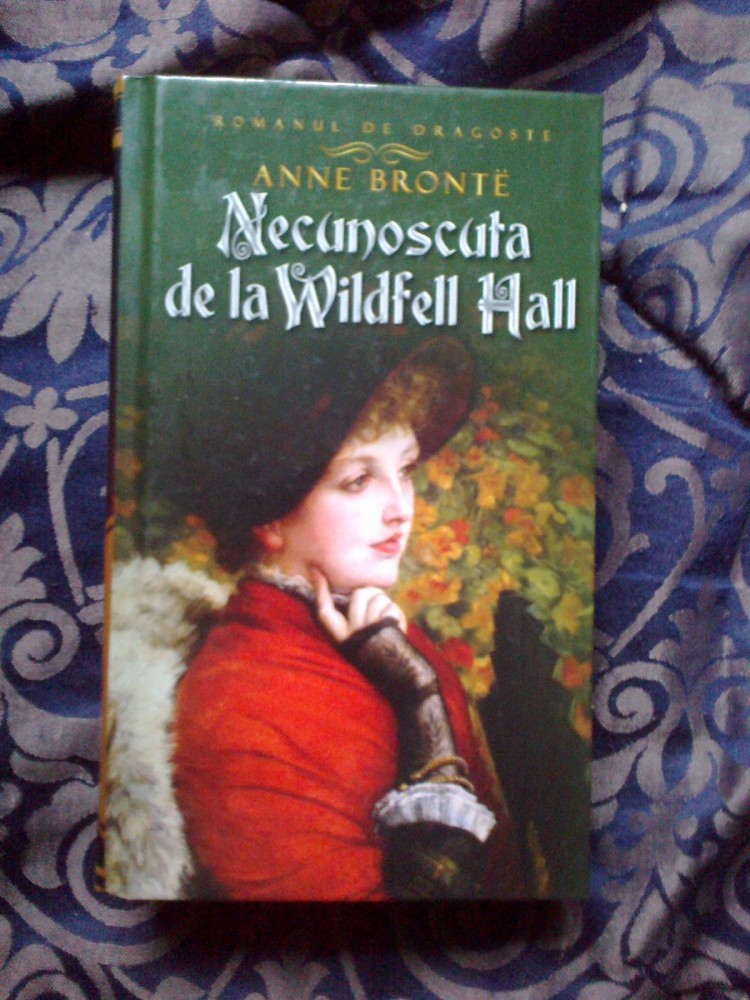 ROMANUL DE DRAGOSTE
ANNE BRONTË
Necunoscuta
de la Wildfell Hall